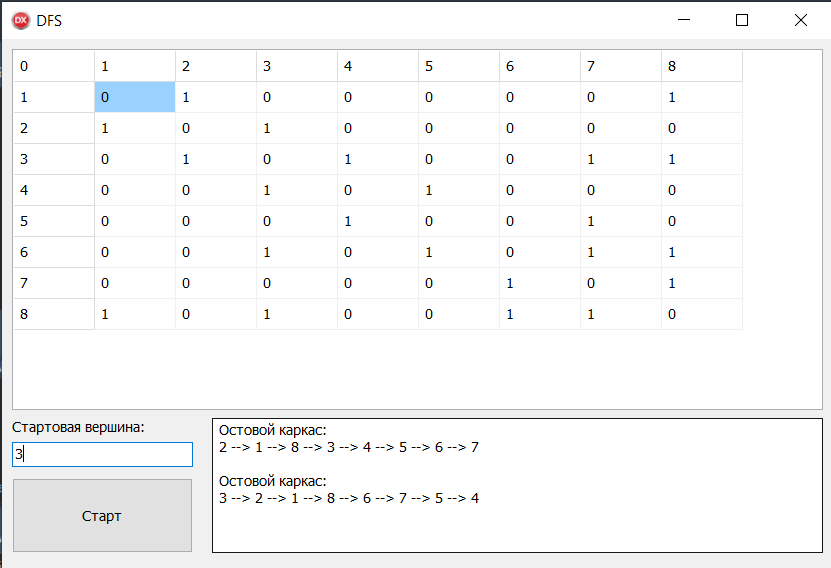 DX DFS
0 1 2 3 4 5 6 7 8
1 0 1 0 0 0 0 0 1
2 1 0 1 0 0 0 0 0
3 0 1 0 1 0 0 1 1
4 0 0 1 0 1 0 0 0
5 0 0 0 1 0 0 1 0
6 0 0 1 0 1 0 1 1
7 0 0 0 0 0 1 0 1
8 1 0 1 0 0 1 1 0
Стартовая вершина:
3
Старт
Остовой каркас:
2 --> 1 --> 8 --> 3 --> 4 --> 5 --> 6 --> 7
Остовой каркас:
3 --> 2 --> 1 --> 8 --> 6 --> 7 --> 5 --> 4